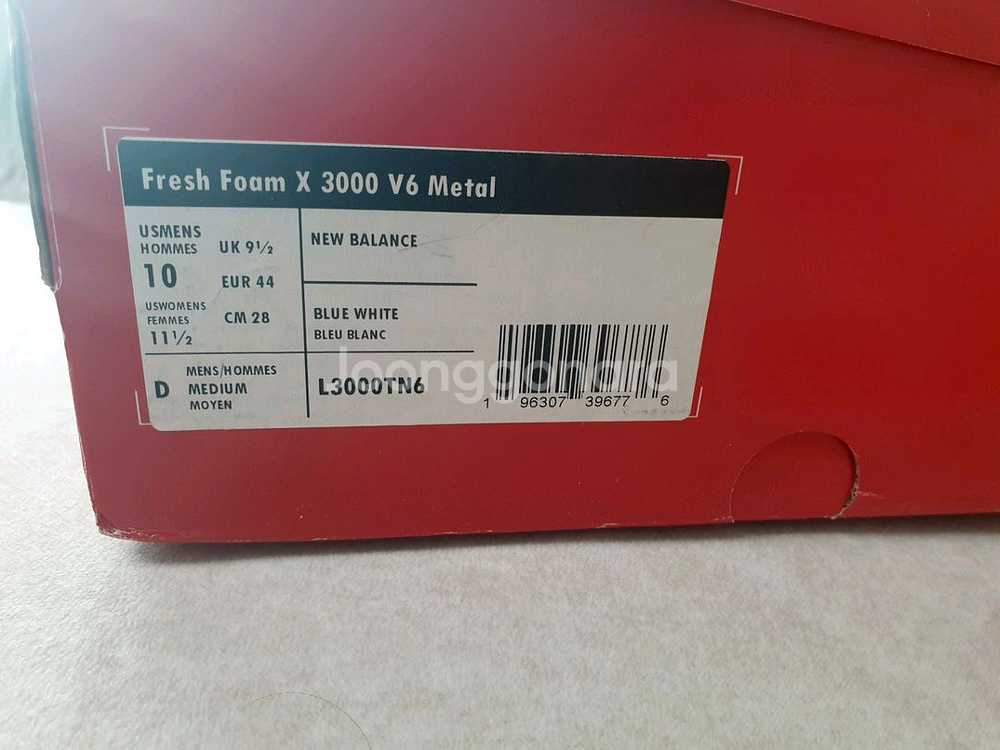 Fresh Foam X 3000 V6 Metal
USMENS
HOMMES
10
UK 9½
EUR 44
CM 28
USWOMENS
FEMMES
11½
D
MENS/HOMMES
MEDIUM
MOYEN
NEW BALANCE
BLUE WHITE
BLEU BLANC
L3000TN6
1 96307 39677 6
joonggonara